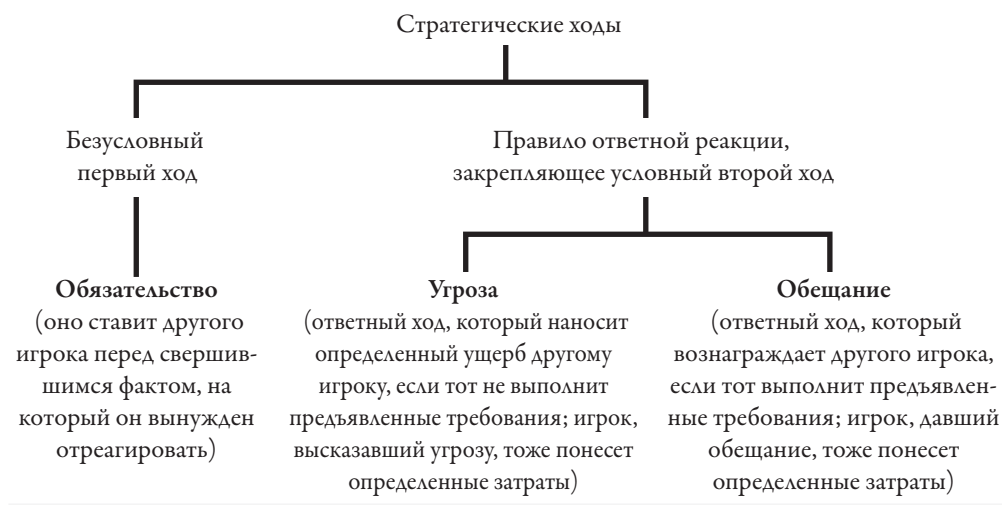 Стратегические ходы
Безусловный
первый ход
Правило ответной реакции,
закрепляющее условный второй ход
Обязательство
(оно ставит другого
игрока перед свершив-
шимся фактом, на
который он вынужден
отреагировать)
Угроза
(ответный ход, который наносит
определенный ущерб другому
игроку, если тот не выполнит
предъявленные требования; игрок,
высказавший угрозу, тоже понесет
определенные затраты)
Обещание
(ответный ход, который
вознаграждает другого игрока,
если тот выполнит предъявлен-
ные требования; игрок, давший
обещание, тоже понесет
определенные затраты)